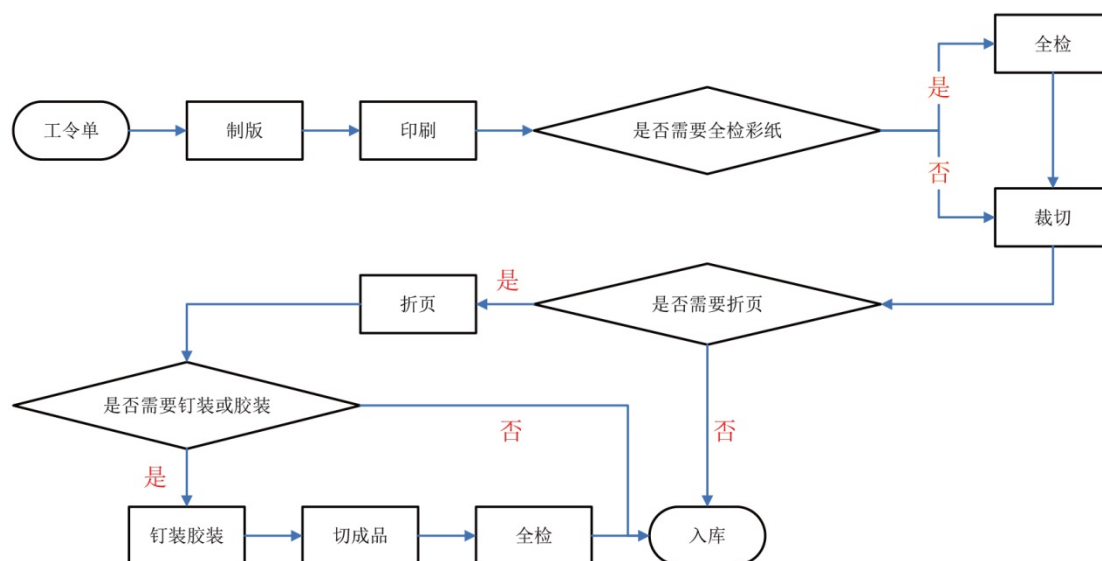 全检
是
工令单
制版
印刷
是否需要全检彩纸
否
裁切
折页
是
是否需要折页
是否需要钉装或胶装
否
否
是
钉装胶装
切成品
全检
入库